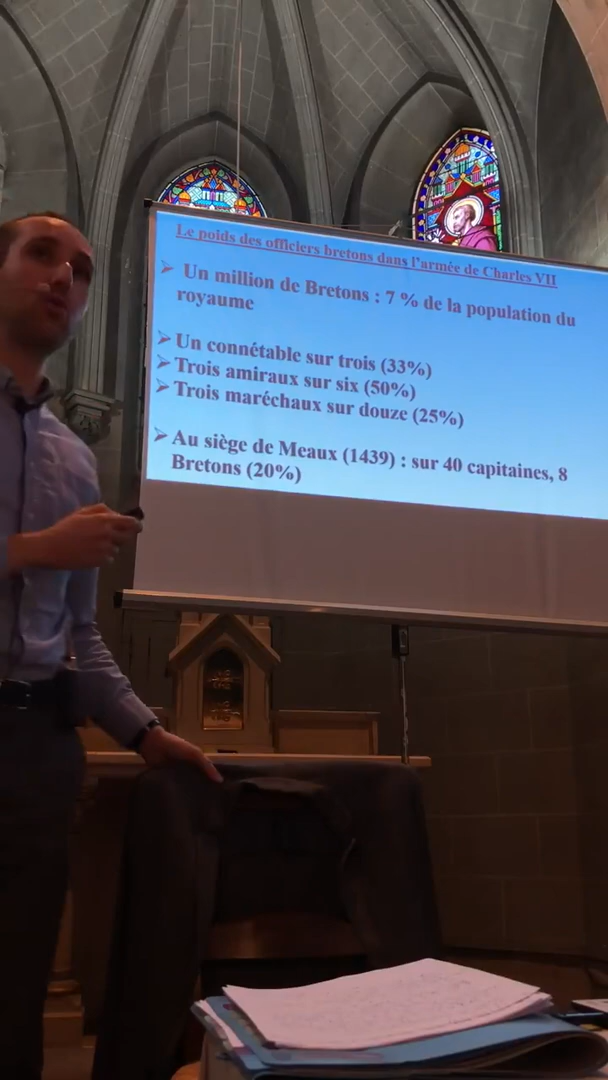 Le poids des officiers bretons dans l'armée de Charles VII
➢ Un million de Bretons : 7 % de la population du
royaume
➢ Un connétable sur trois (33%)
➢ Trois amiraux sur six (50%)
➢ Trois maréchaux sur douze (25%)
➢ Au siège de Meaux (1439) : sur 40 capitaines, 8
Bretons (20%)